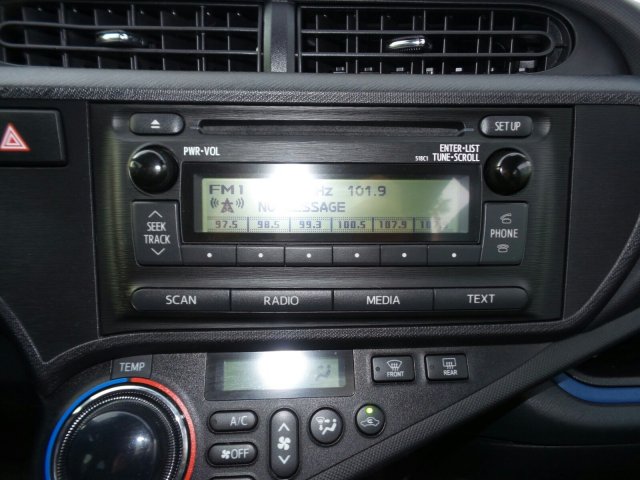 SET UP
PWR•VOL
ENTER•LIST
518C1 TUNE•SCROLL
FM1 101.9
97.5 98.5 99.3 100.5 107.9
SEEK
TRACK
PHONE
SCAN RADIO MEDIA TEXT
TEMP
FRONT
REAR
A/C
OFF